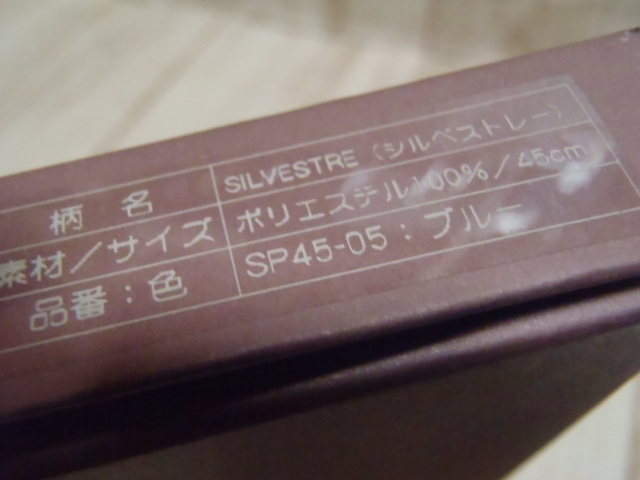 柄 名 SILVESTRE（シルベストレー）
素材／サイズ ポリエステル100%／45cm
品番：色 SP45-05：ブルー